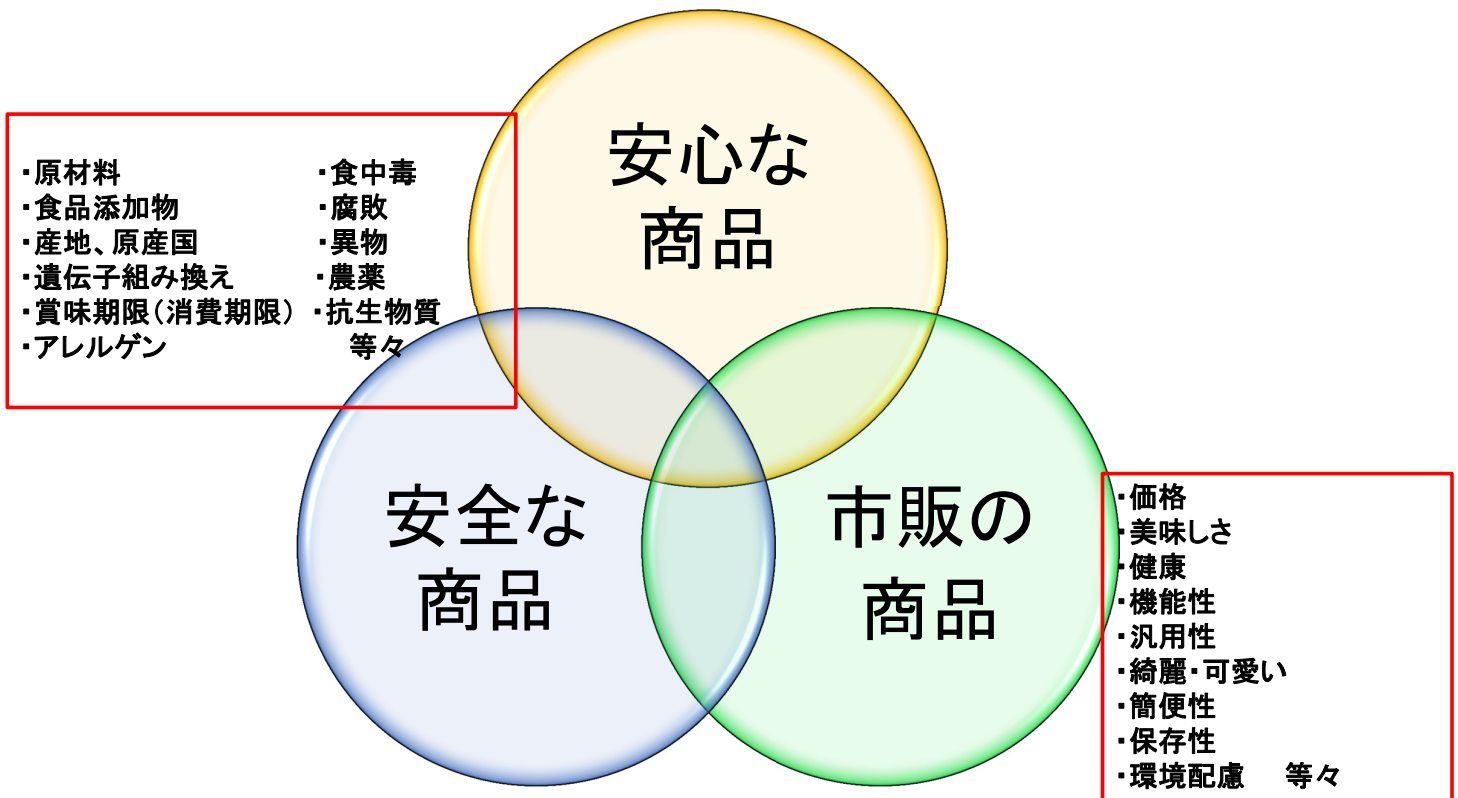 安心な
商品
・原材料 ・食中毒
・食品添加物 ・腐敗
・産地、原産国 ・異物
・遺伝子組み換え ・農薬
・賞味期限(消費期限) ・抗生物質
・アレルゲン 等々
安全な
商品
市販の
商品
・価格
・美味しさ
・健康
・機能性
・汎用性
・綺麗・可愛い
・簡便性
・保存性
・環境配慮 等々